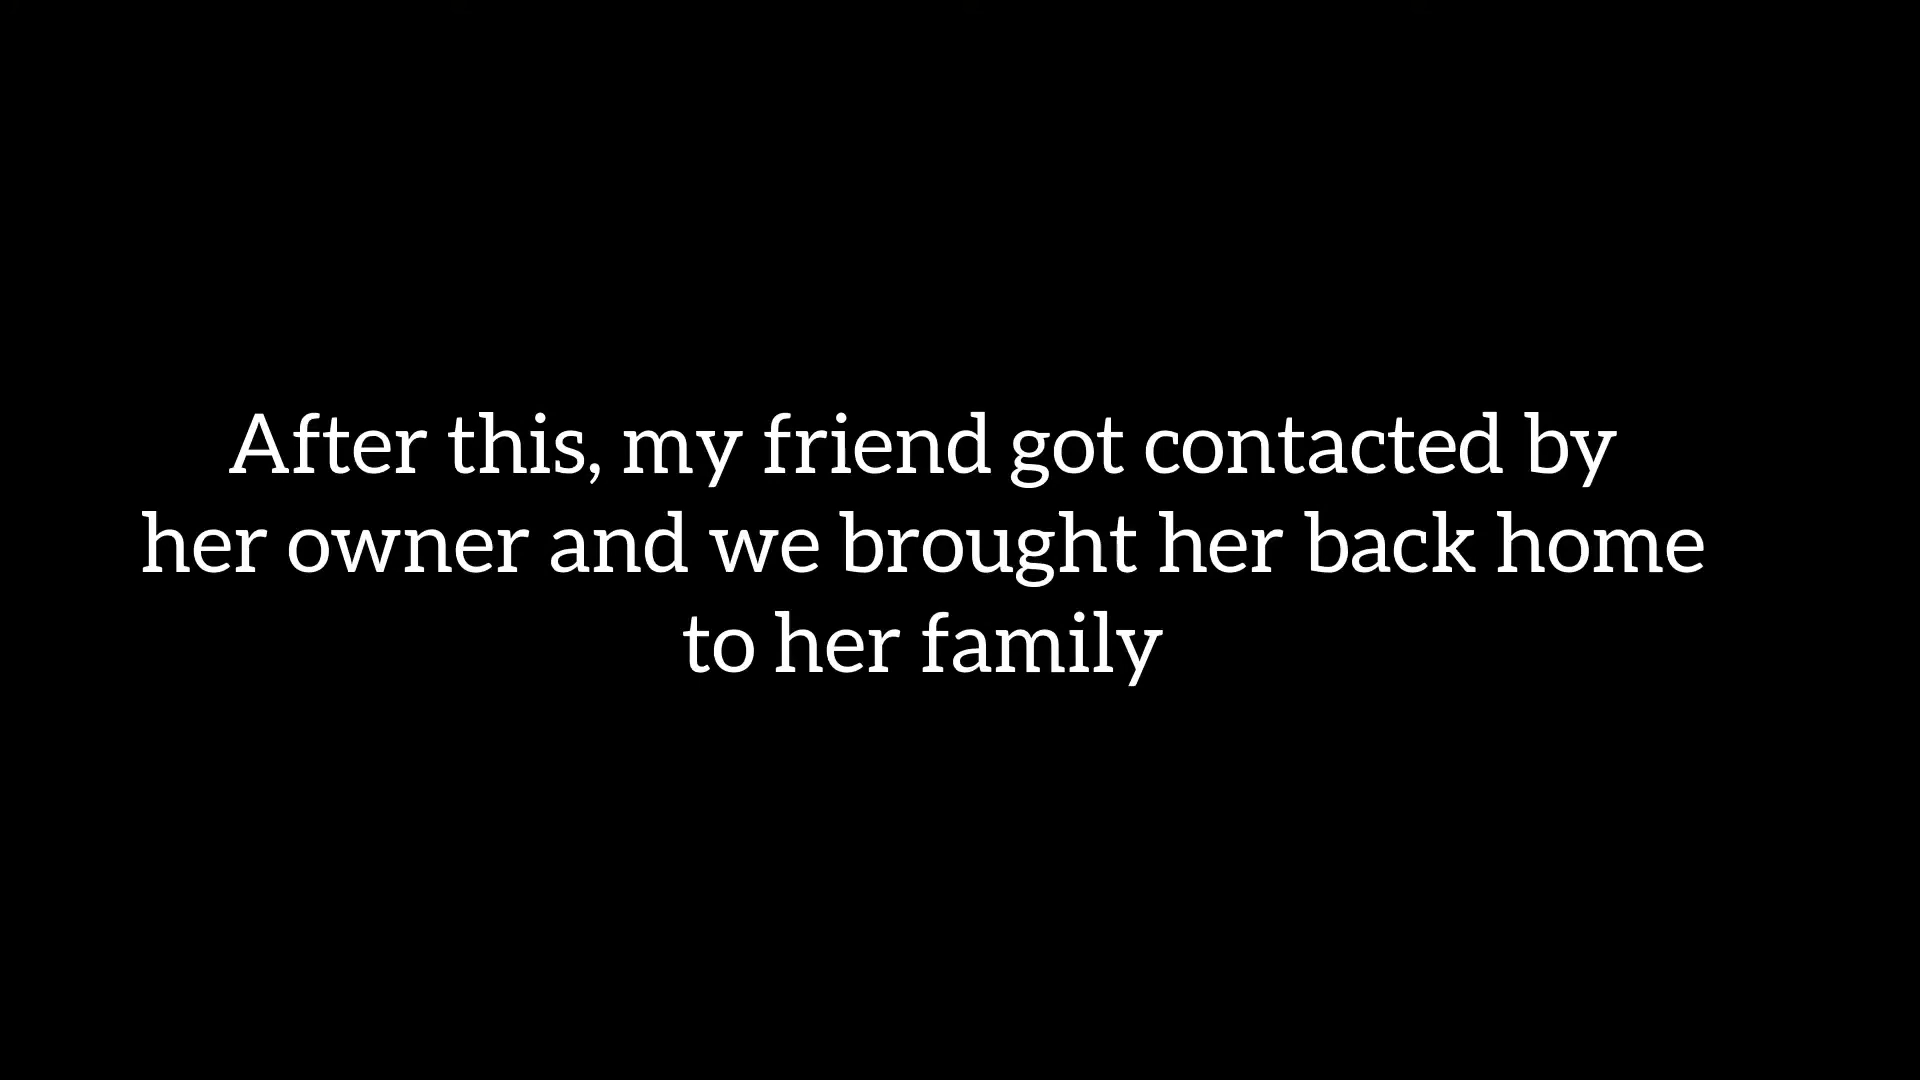 After this, my friend got contacted by
her owner and we brought her back home
to her family